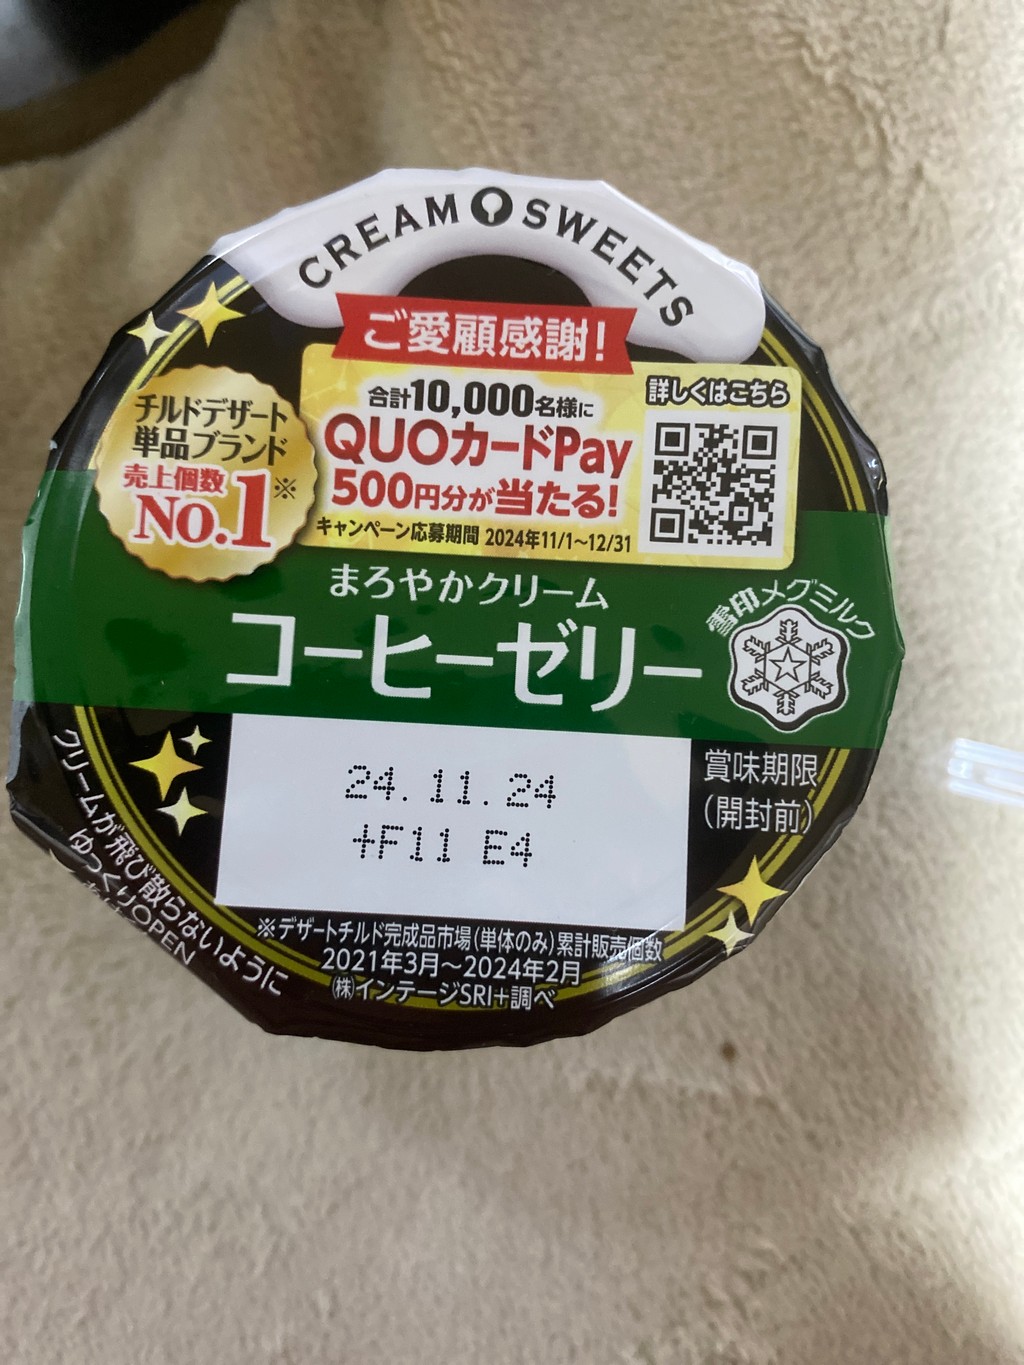 CREAM SWEETS
ご愛顧感謝!
合計10,000名様に
QUOカードPay
500円分が当たる!
キャンペーン応募期間 2024年11/1~12/31
詳しくはこちら
チルドデザート
単品ブランド
売上個数
No.1※
まろやかクリーム
コーヒーゼリー
雪印メグミルク
24.11.24
+F11 E4
賞味期限
(開封前)
クリームが飛び散らないように
ゆっくりOPEN
※デザートチルド完成品市場(単体のみ)累計販売個数
2021年3月~2024年2月
㈱インテージSRI+調べ